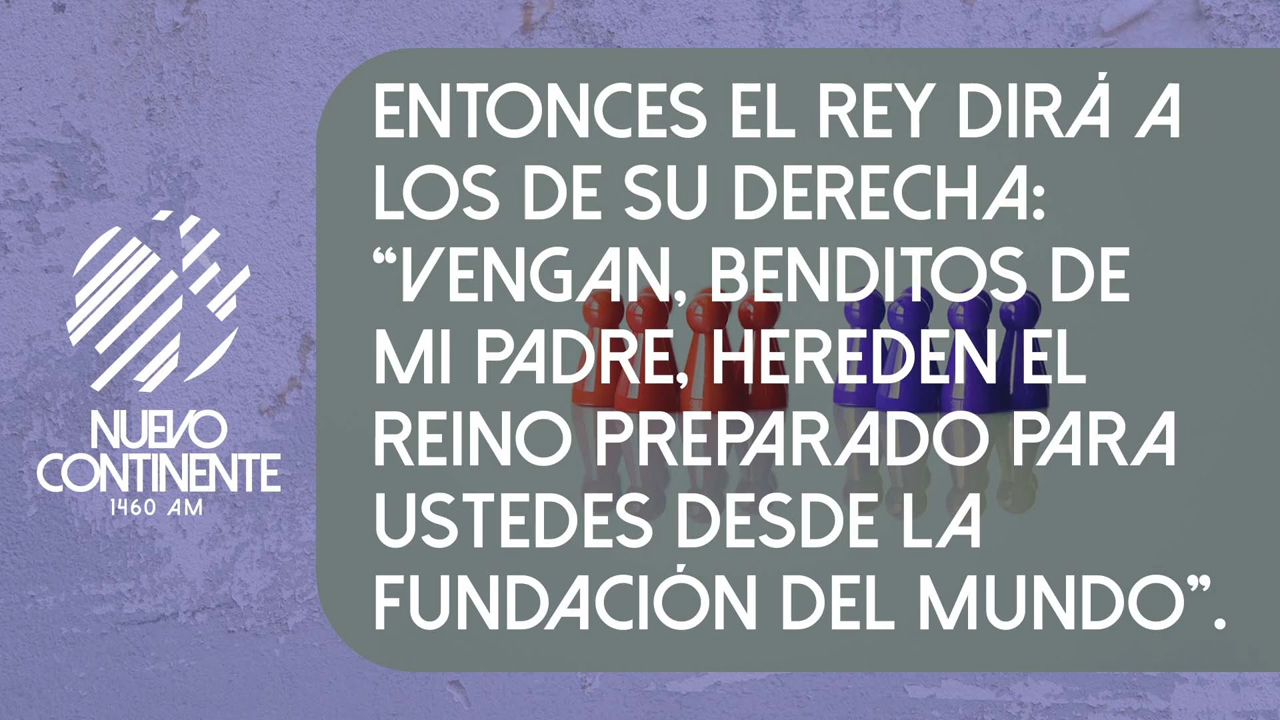 NUEVO
CONTINENTE
1460 AM
ENTONCES EL REY DIRÁ A
LOS DE SU DERECHA:
“VENGAN, BENDITOS DE
MI PADRE, HEREDEN EL
REINO PREPARADO PARA
USTEDES DESDE LA
FUNDACIÓN DEL MUNDO”.